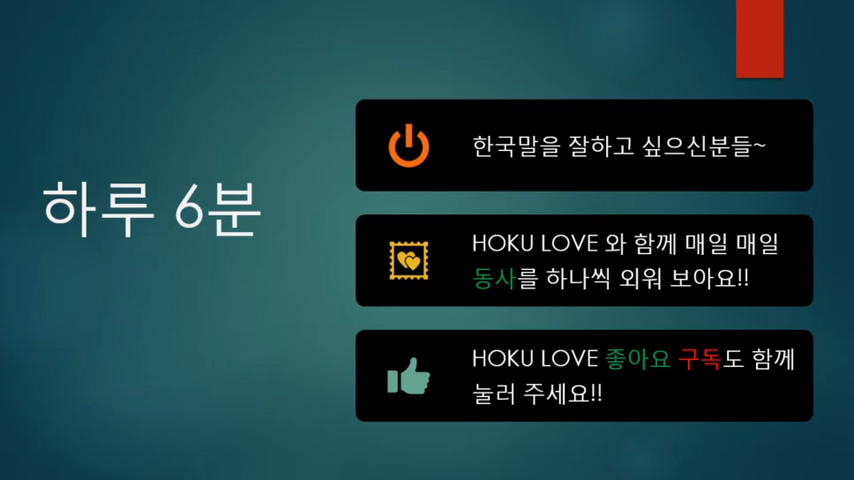 하루 6분
한국말을 잘하고 싶으신분들~
HOKU LOVE 와 함께 매일 매일
동사를 하나씩 외워 보아요!!
HOKU LOVE 좋아요 구독도 함께
눌러 주세요!!